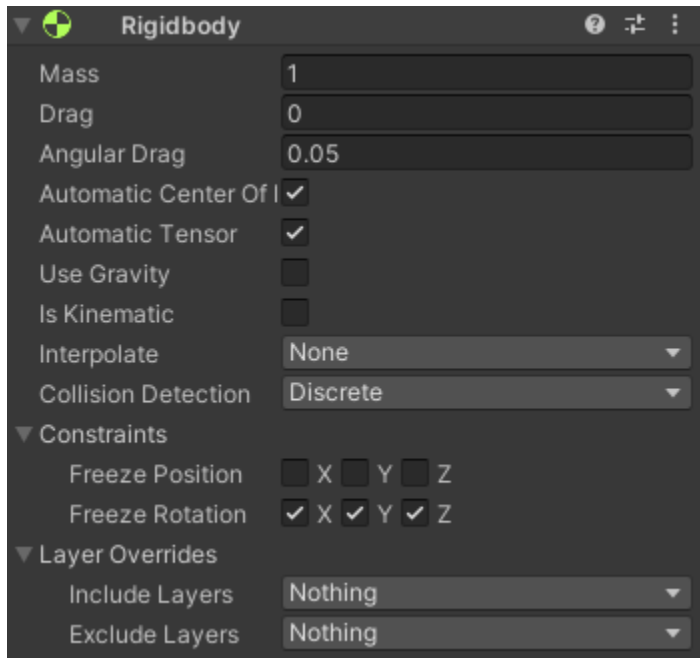 Rigidbody
Mass 1
Drag 0
Angular Drag 0.05
Automatic Center Of
Automatic Tensor
Use Gravity
Is Kinematic
Interpolate None
Collision Detection Discrete
Constraints
Freeze Position X Y Z
Freeze Rotation X Y Z
Layer Overrides
Include Layers Nothing
Exclude Layers Nothing